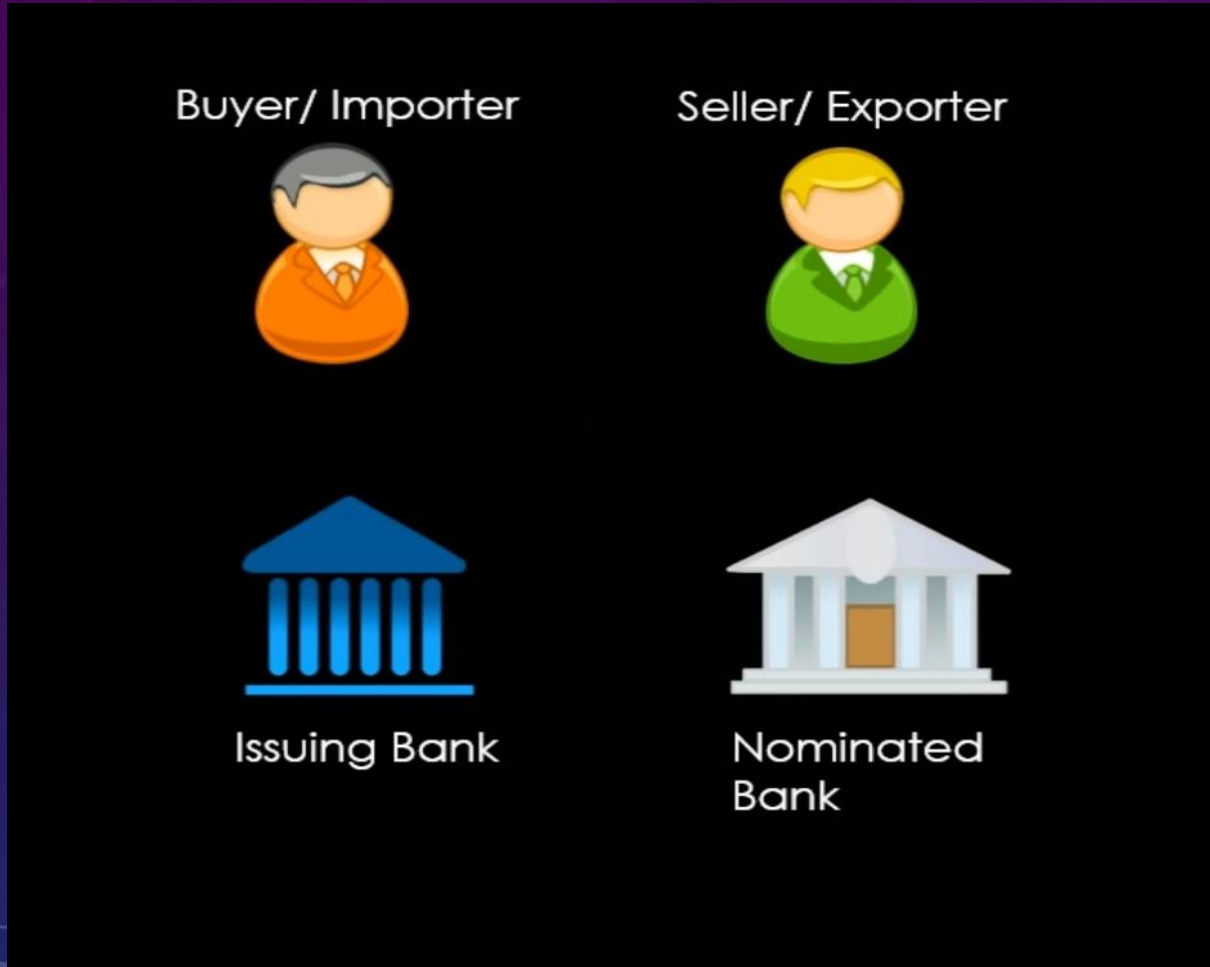 Buyer/ Importer
Seller/ Exporter
Issuing Bank
Nominated
Bank